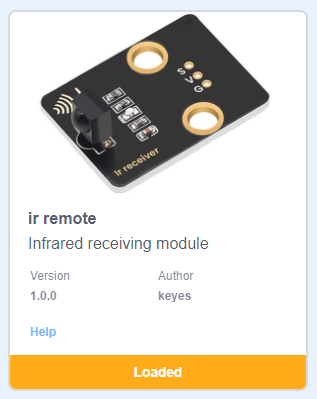 S
V
G
ir receiver
ir remote
Infrared receiving module
Version Author
1.0.0 keyes
Help
Loaded